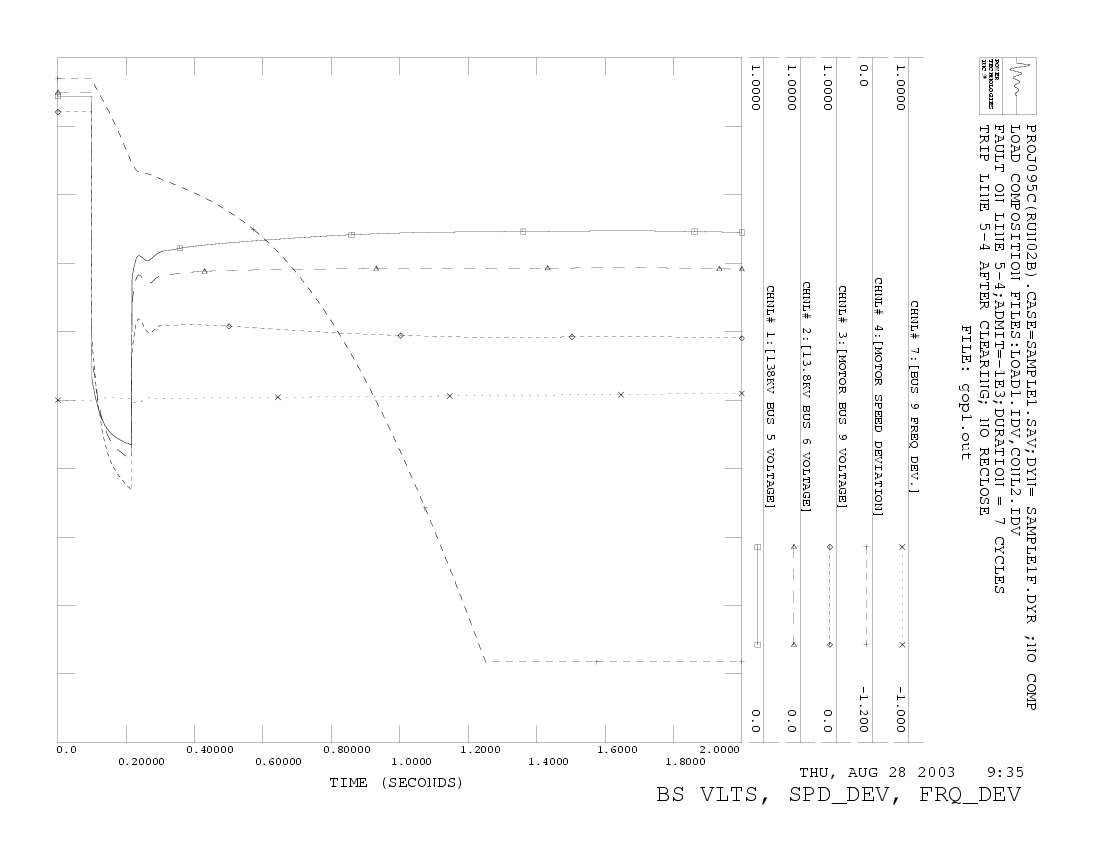 POWER
TECHNOLOGIES
INC.®
PROJ095C(RUN02B).CASE=SAMPLE1.SAV;DYN= SAMPLE1F.DYR ;NO COMP
LOAD COMPOSITION FILES:LOAD1.IDV,CONL2.IDV
FAULT ON LINE 5-4;ADMIT=-1E3;DURATION = 7 CYCLES
TRIP LINE 5-4 AFTER CLEARING; NO RECLOSE
FILE: gopl.out
CHNL# 7:[BUS 9 FREQ DEV.]
1.0000
-1.000
CHNL# 4:[MOTOR SPEED DEVIATION]
0.0
-1.200
CHNL# 3:[MOTOR BUS 9 VOLTAGE]
1.0000
0.0
CHNL# 2:[13.8KV BUS 6 VOLTAGE]
1.0000
0.0
CHNL# 1:[138KV BUS 5 VOLTAGE]
1.0000
0.0
0.0
0.20000
0.40000
0.60000
0.80000
1.0000
1.2000
1.4000
1.6000
1.8000
2.0000
TIME (SECONDS)
THU, AUG 28 2003 9:35
BS VLTS, SPD_DEV, FRQ_DEV